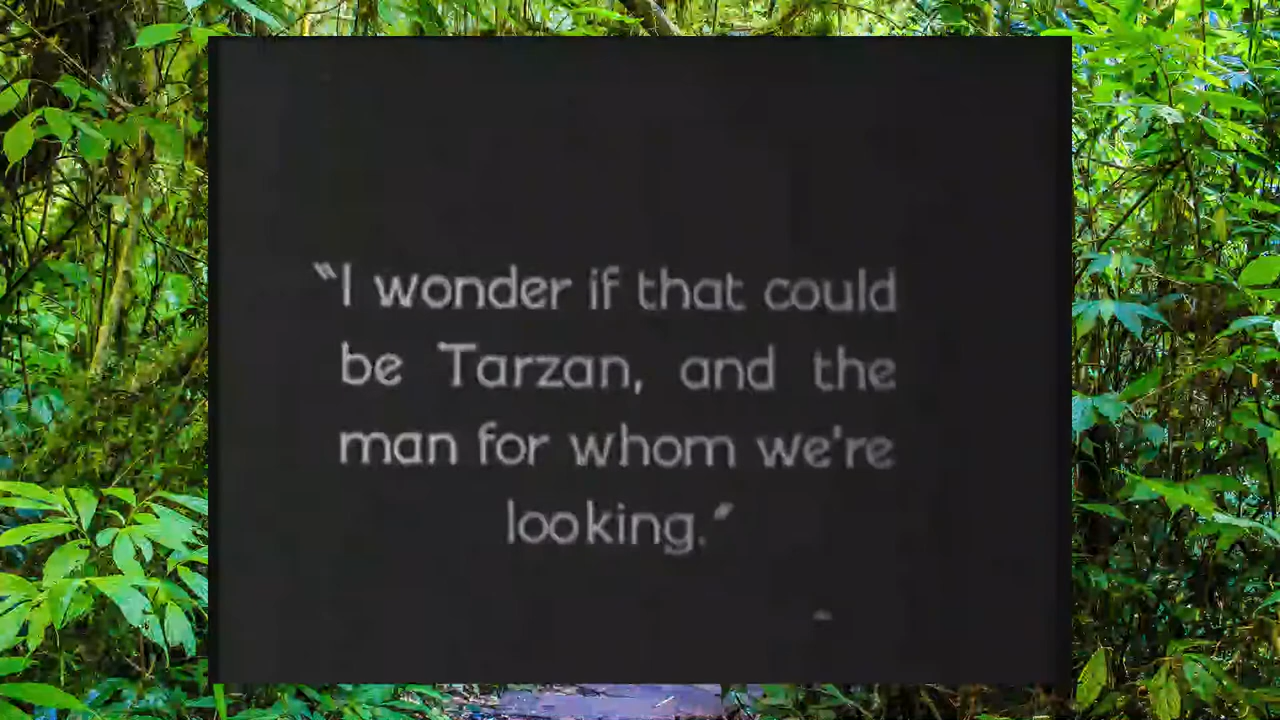 “I wonder if that could
be Tarzan, and the
man for whom we're
looking.”